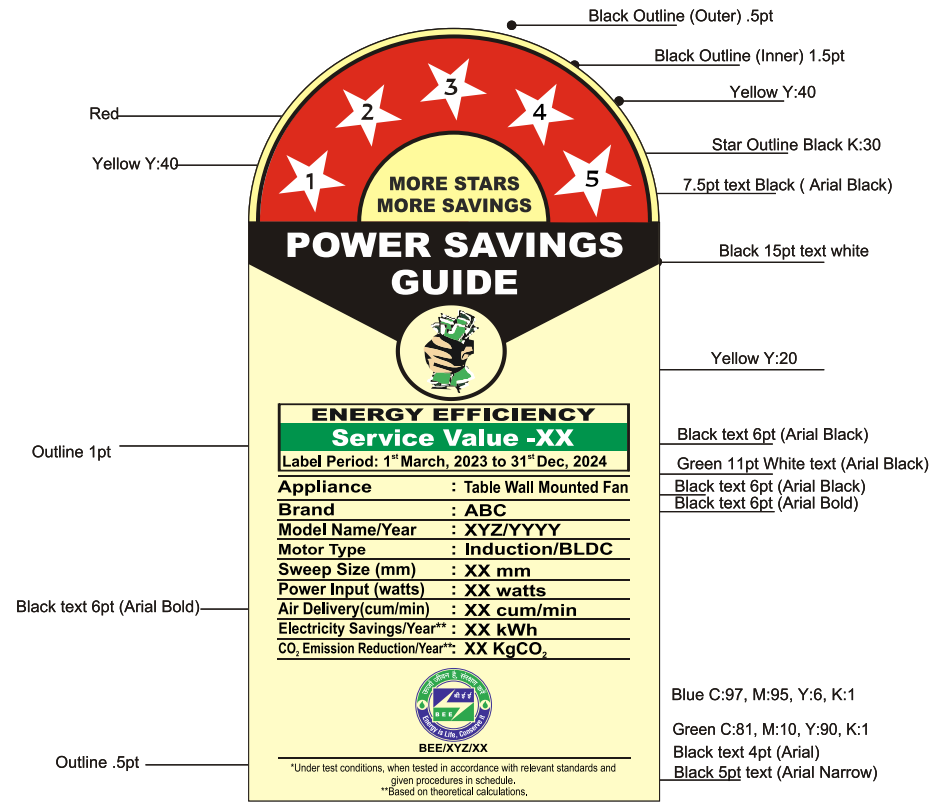 Black Outline (Outer) .5pt
Black Outline (Inner) 1.5pt
Yellow Y:40
Red
Star Outline Black K:30
Yellow Y:40
7.5pt text Black ( Arial Black)
1
2
3
4
5
MORE STARS
MORE SAVINGS
POWER SAVINGS
GUIDE
Black 15pt text white
Yellow Y:20
ENERGY EFFICIENCY
Service Value -XX
Label Period: 1st March, 2023 to 31st Dec, 2024
Outline 1pt
Black text 6pt (Arial Black)
Green 11pt White text (Arial Black)
Black text 6pt (Arial Black)
Black text 6pt (Arial Bold)
Appliance : Table Wall Mounted Fan
Brand : ABC
Model Name/Year : XYZ/YYYY
Motor Type : Induction/BLDC
Sweep Size (mm) : XX mm
Power Input (watts) : XX watts
Air Delivery(cum/min) : XX cum/min
Electricity Savings/Year** : XX kWh
CO2 Emission Reduction/Year**: XX KgCO2
Black text 6pt (Arial Bold)
ऊर्जा जीवन है, संरक्षण करें
बी ई ई
BEE
Energy is Life, Conserve it
BEE/XYZ/XX
Blue C:97, M:95, Y:6, K:1
Green C:81, M:10, Y:90, K:1
Black text 4pt (Arial)
Black 5pt text (Arial Narrow)
Outline .5pt
*Under test conditions, when tested in accordance with relevant standards and
given procedures in schedule.
**Based on theoretical calculations.